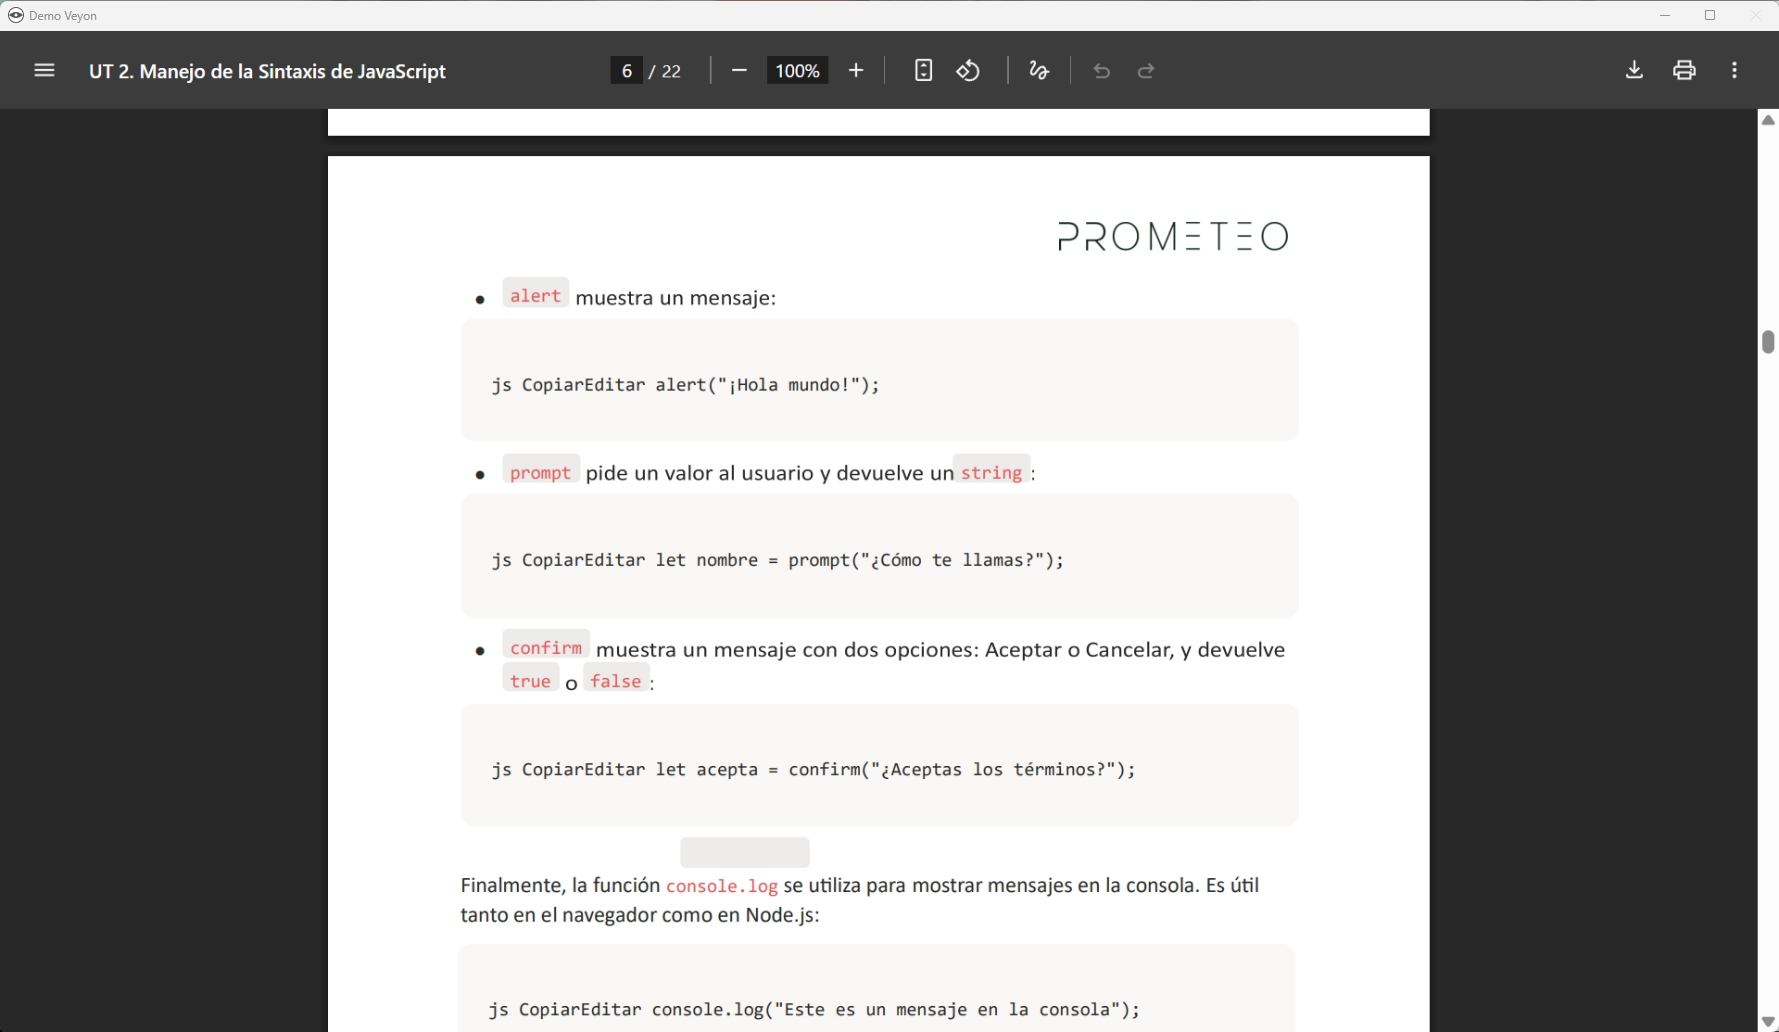 Demo Veyon
UT 2. Manejo de la Sintaxis de JavaScript
6 / 22
100%
PROMETEO
• alert muestra un mensaje:
js CopiarEditar alert("¡Hola mundo!");
• prompt pide un valor al usuario y devuelve un string :
js CopiarEditar let nombre = prompt("¿Cómo te llamas?");
• confirm muestra un mensaje con dos opciones: Aceptar o Cancelar, y devuelve
true o false :
js CopiarEditar let acepta = confirm("¿Aceptas los términos?");
Finalmente, la función console.log se utiliza para mostrar mensajes en la consola. Es útil
tanto en el navegador como en Node.js:
js CopiarEditar console.log("Este es un mensaje en la consola");